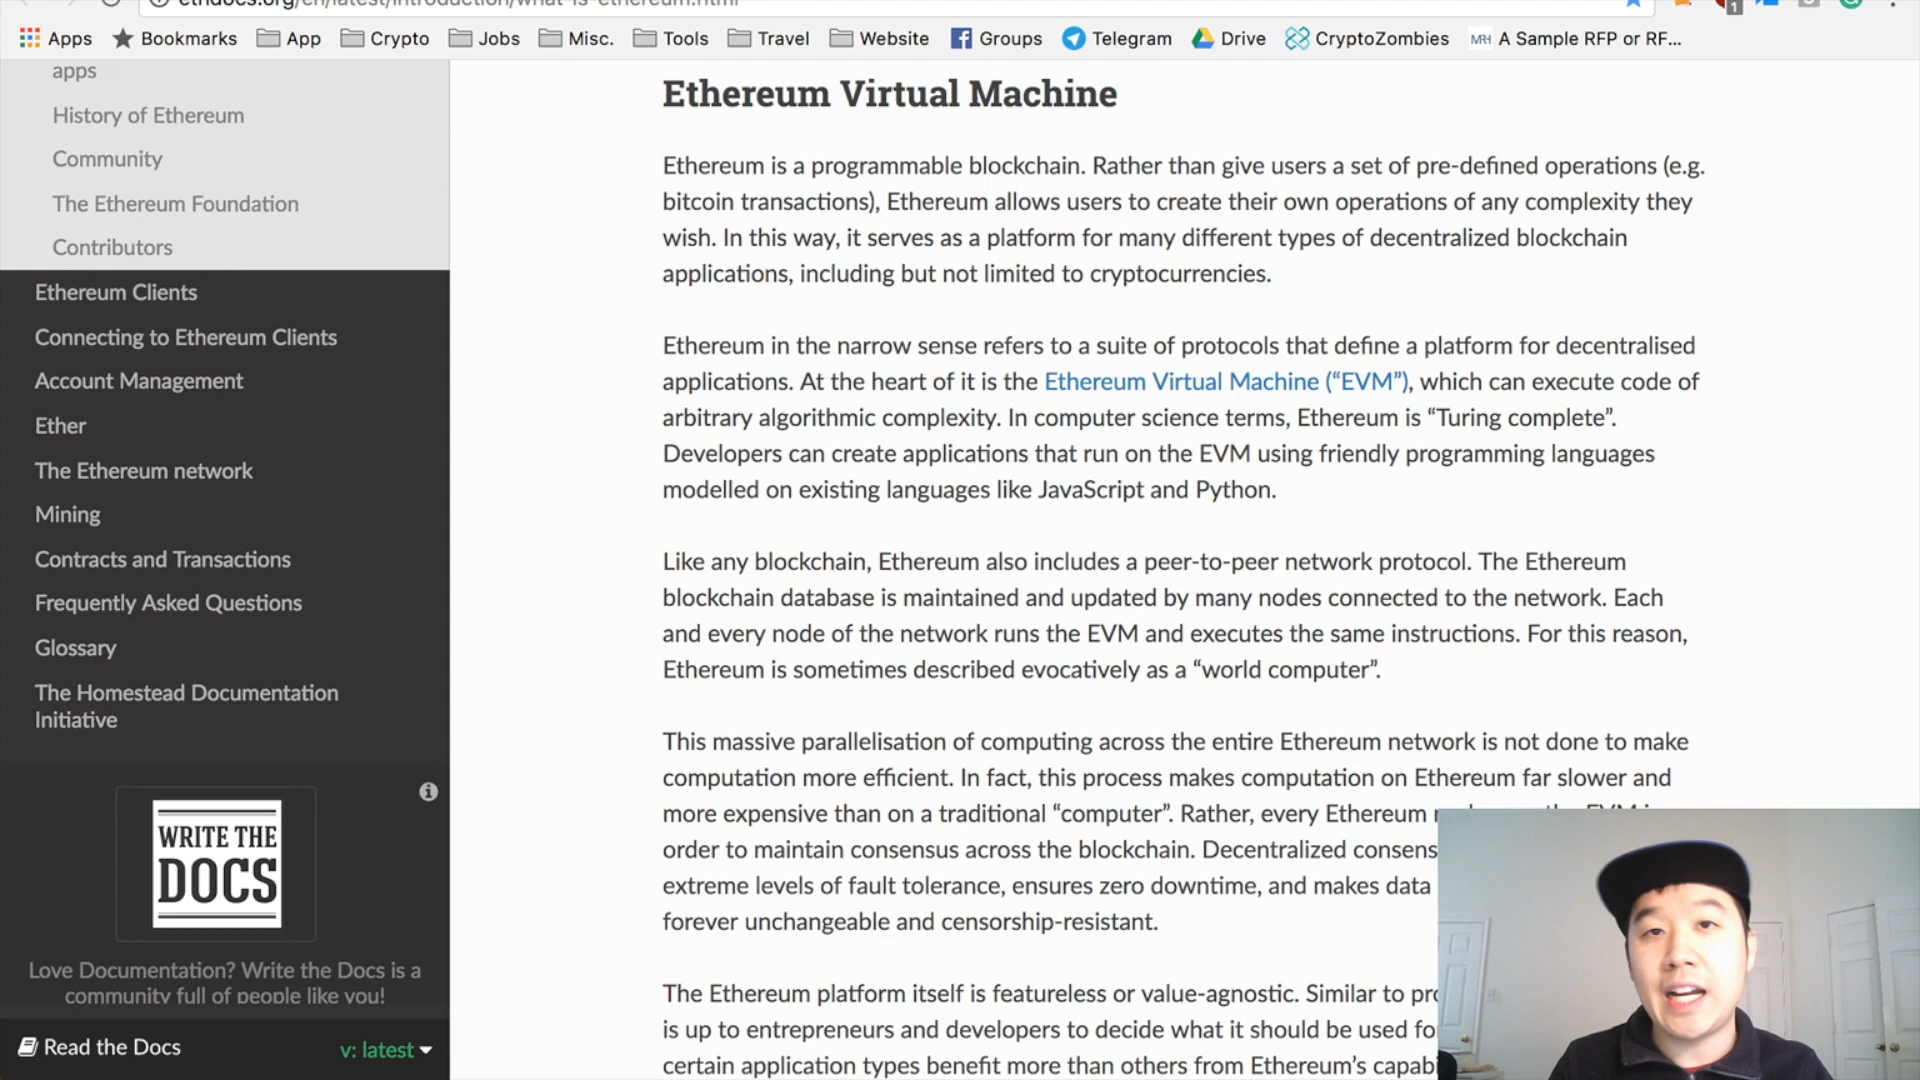 ethdocs.org/en/latest/introduction/what-is-ethereum.html
1
Apps Bookmarks App Crypto Jobs Misc. Tools Travel Website Groups Telegram Drive CryptoZombies MRH A Sample RFP or RF...
apps
History of Ethereum
Community
The Ethereum Foundation
Contributors
Ethereum Clients
Connecting to Ethereum Clients
Account Management
Ether
The Ethereum network
Mining
Contracts and Transactions
Frequently Asked Questions
Glossary
The Homestead Documentation
Initiative
WRITE THE
DOCS
Love Documentation? Write the Docs is a
community full of people like you!
Read the Docs
v: latest
Ethereum Virtual Machine
Ethereum is a programmable blockchain. Rather than give users a set of pre-defined operations (e.g.
bitcoin transactions), Ethereum allows users to create their own operations of any complexity they
wish. In this way, it serves as a platform for many different types of decentralized blockchain
applications, including but not limited to cryptocurrencies.
Ethereum in the narrow sense refers to a suite of protocols that define a platform for decentralised
applications. At the heart of it is the Ethereum Virtual Machine (“EVM”), which can execute code of
arbitrary algorithmic complexity. In computer science terms, Ethereum is “Turing complete”.
Developers can create applications that run on the EVM using friendly programming languages
modelled on existing languages like JavaScript and Python.
Like any blockchain, Ethereum also includes a peer-to-peer network protocol. The Ethereum
blockchain database is maintained and updated by many nodes connected to the network. Each
and every node of the network runs the EVM and executes the same instructions. For this reason,
Ethereum is sometimes described evocatively as a “world computer”.
This massive parallelisation of computing across the entire Ethereum network is not done to make
computation more efficient. In fact, this process makes computation on Ethereum far slower and
more expensive than on a traditional “computer”. Rather, every Ethereum
order to maintain consensus across the blockchain. Decentralized consens
extreme levels of fault tolerance, ensures zero downtime, and makes data
forever unchangeable and censorship-resistant.
The Ethereum platform itself is featureless or value-agnostic. Similar to pro
is up to entrepreneurs and developers to decide what it should be used fo
certain application types benefit more than others from Ethereum’s capabi